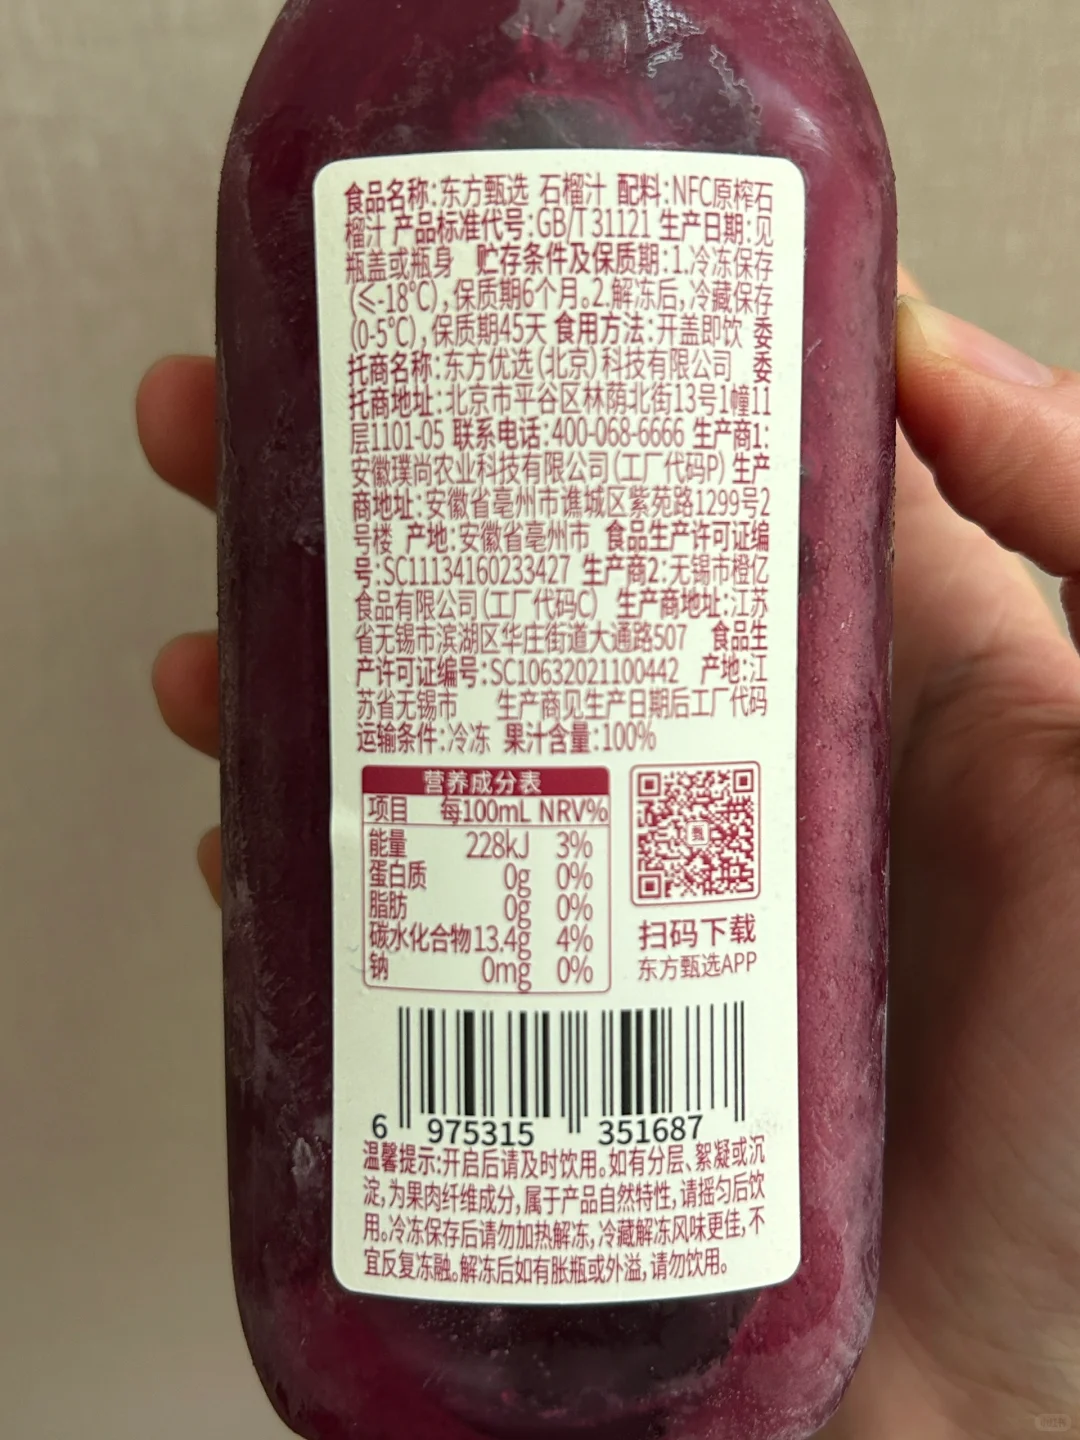 食品名称:东方甄选 石榴汁 配料:NFC原榨石
榴汁 产品标准代号:GB/T 31121 生产日期:见
瓶盖或瓶身 贮存条件及保质期:1.冷冻保存
(≤-18℃),保质期6个月。2.解冻后,冷藏保存
(0-5℃),保质期45天 食用方法:开盖即饮 委
托商名称:东方优选(北京)科技有限公司 委
托商地址:北京市平谷区林荫北街13号1幢11
层1101-05 联系电话:400-068-6666 生产商1:
安徽璞尚农业科技有限公司(工厂代码P) 生产
商地址:安徽省亳州市谯城区紫苑路1299号2
号楼 产地:安徽省亳州市 食品生产许可证编
号:SC11134160233427 生产商2:无锡市橙亿
食品有限公司(工厂代码C) 生产商地址:江苏
省无锡市滨湖区华庄街道大通路507 食品生
产许可证编号:SC10632021100442 产地:江
苏省无锡市 生产商见生产日期后工厂代码
运输条件:冷冻 果汁含量:100%
营养成分表
项目 每100mL NRV%
能量 228kJ 3%
蛋白质 0g 0%
脂肪 0g 0%
碳水化合物 13.4g 4%
钠 0mg 0%
甄
扫码下载
东方甄选APP
6 975315 351687
温馨提示:开启后请及时饮用。如有分层、絮凝或沉
淀,为果肉纤维成分,属于产品自然特性,请摇匀后饮
用。冷冻保存后请勿加热解冻,冷藏解冻风味更佳,不
宜反复冻融。解冻后如有胀瓶或外溢,请勿饮用。